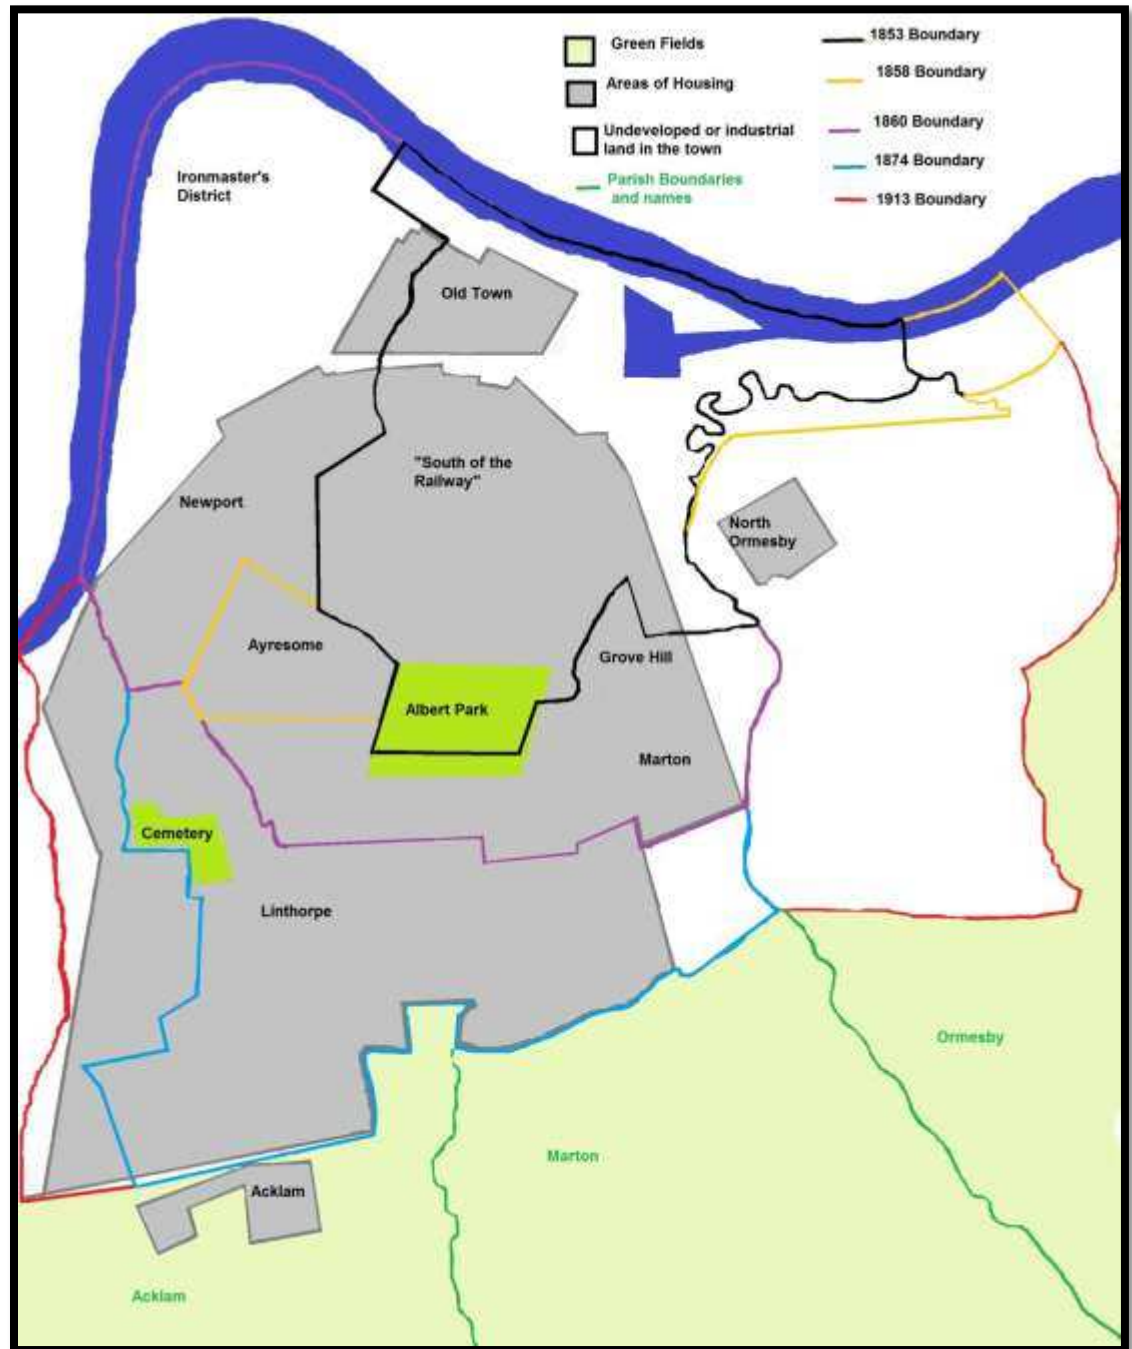 Green Fields
Areas of Housing
Undeveloped or industrial
land in the town
Parish Boundaries
and names
1853 Boundary
1858 Boundary
1860 Boundary
1874 Boundary
1913 Boundary
Ironmaster's
District
Old Town
"South of the
Railway"
Newport
North
Ormesby
Ayresome
Grove Hill
Albert Park
Marton
Cemetery
Linthorpe
Ormesby
Marton
Acklam
Acklam